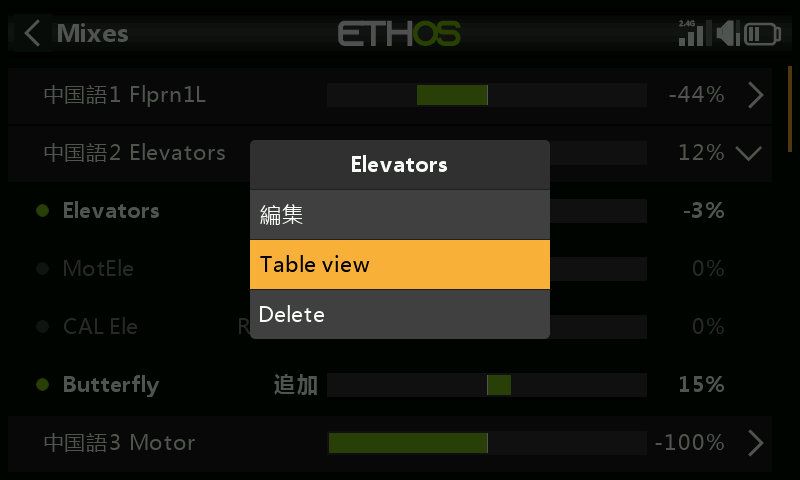 Mixes
ETHOS
2.4G
中国語1 Flprn1L -44%
中国語2 Elevators 12%
Elevators
編集
Table view
Delete
Elevators -3%
MotEle 0%
CAL Ele R 0%
Butterfly 追加 15%
中国語3 Motor -100%